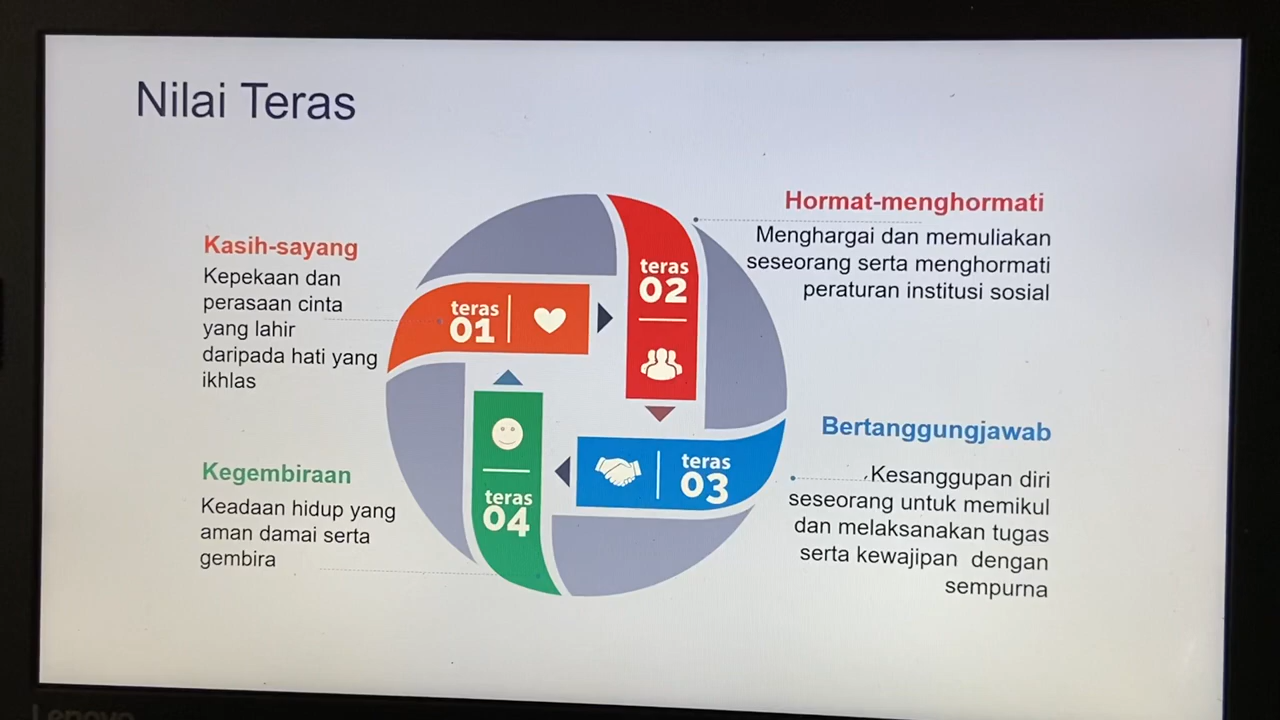 Nilai Teras
Kasih-sayang
Kepekaan dan
perasaan cinta
yang lahir
daripada hati yang
ikhlas
teras
01
teras
02
Hormat-menghormati
Menghargai dan memuliakan
seseorang serta menghormati
peraturan institusi sosial
Bertanggungjawab
Kesanggupan diri
seseorang untuk memikul
dan melaksanakan tugas
serta kewajipan dengan
sempurna
teras
03
teras
04
Kegembiraan
Keadaan hidup yang
aman damai serta
gembira
Lenovo